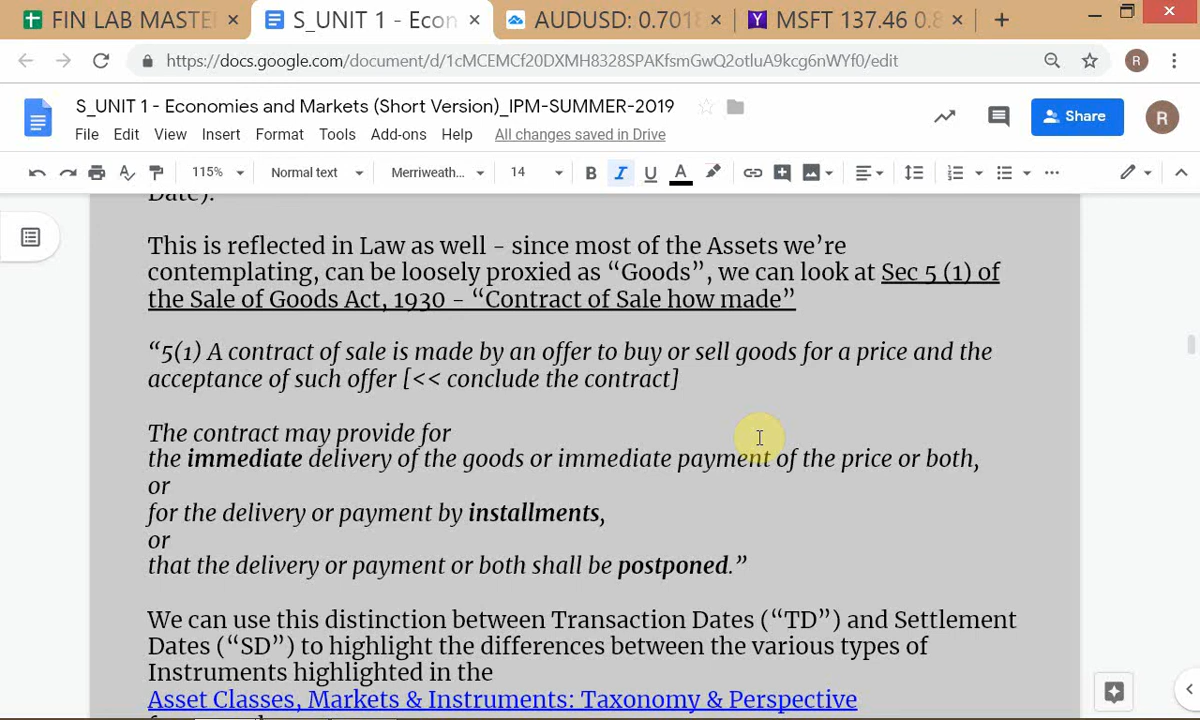 FIN LAB MASTE
S_UNIT 1 - Econ
AUDUSD: 0.7018
MSFT 137.46 0.8
https://docs.google.com/document/d/1cMCEMCf20DXMH8328SPAKfsmGwQ2otluA9kcg6nWYf0/edit
R
S_UNIT 1 - Economies and Markets (Short Version)_IPM-SUMMER-2019
Share
R
File Edit View Insert Format Tools Add-ons Help All changes saved in Drive
115% Normal text Merriweath... 14 B I U A
Date).
This is reflected in Law as well - since most of the Assets we’re
contemplating, can be loosely proxied as “Goods”, we can look at Sec 5 (1) of
the Sale of Goods Act, 1930 - “Contract of Sale how made”
“5(1) A contract of sale is made by an offer to buy or sell goods for a price and the
acceptance of such offer [<< conclude the contract]
The contract may provide for
the immediate delivery of the goods or immediate payment of the price or both,
or
for the delivery or payment by installments,
or
that the delivery or payment or both shall be postponed.”
We can use this distinction between Transaction Dates (“TD”) and Settlement
Dates (“SD”) to highlight the differences between the various types of
Instruments highlighted in the
Asset Classes, Markets & Instruments: Taxonomy & Perspective